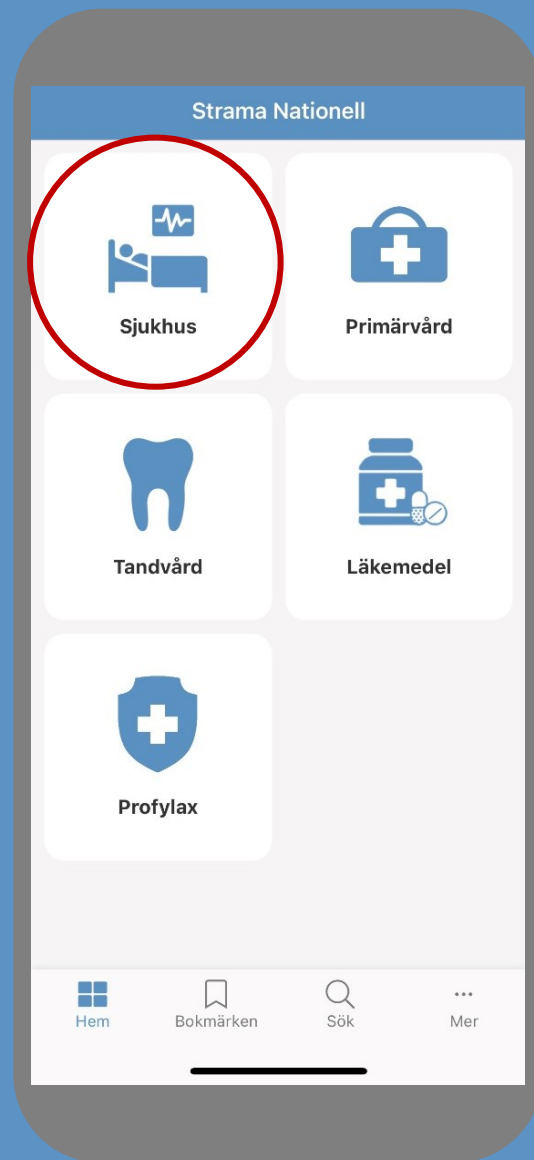 Strama Nationell
Sjukhus
Primärvård
Tandvård
Läkemedel
Profylax
Hem
Bokmärken
Sök
Mer